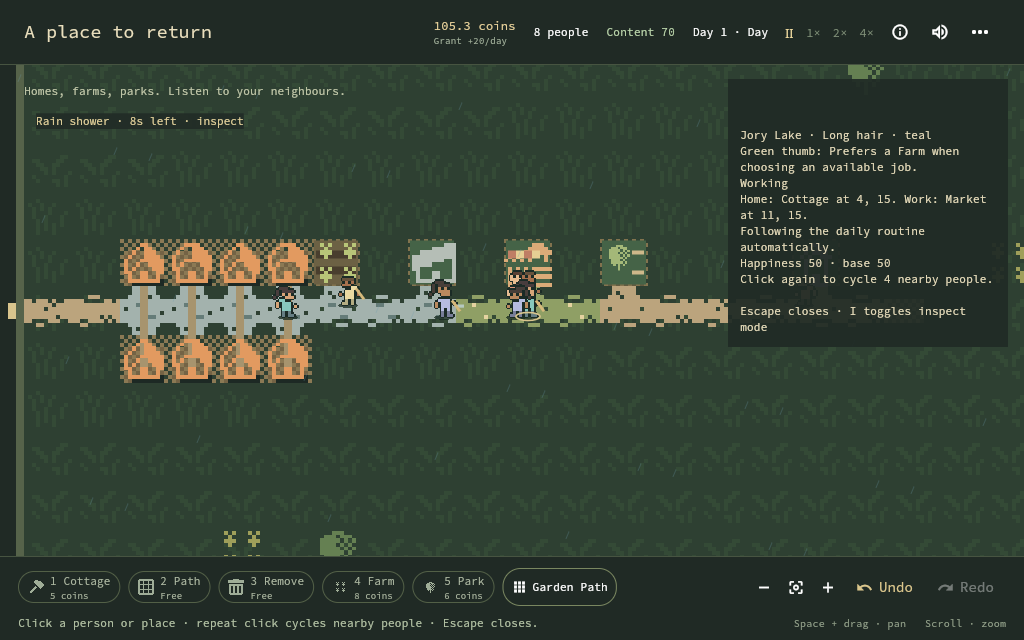 A place to return
105.3 coins
Grant +20/day
8 people
Content 70
Day 1 · Day
II
1×
2×
4×
Homes, farms, parks. Listen to your neighbours.
Rain shower · 8s left · inspect
Jory Lake · Long hair · teal
Green thumb: Prefers a Farm when
choosing an available job.
Working
Home: Cottage at 4, 15. Work: Market
at 11, 15.
Following the daily routine
automatically.
Happiness 50 · base 50
Click again to cycle 4 nearby people.
Escape closes · I toggles inspect
mode
1 Cottage
5 coins
2 Path
Free
3 Remove
Free
4 Farm
8 coins
5 Park
6 coins
Garden Path
Undo
Redo
Click a person or place · repeat click cycles nearby people · Escape closes.
Space + drag · pan
Scroll · zoom